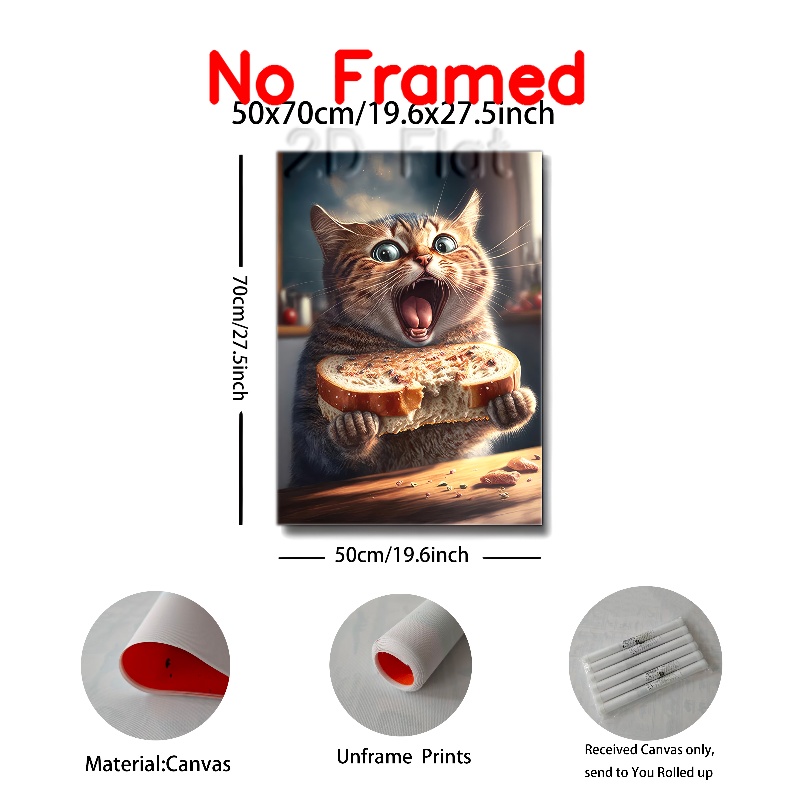 No Framed
50x70cm/19.6x27.5inch
2D Flat
70cm/27.5inch
50cm/19.6inch
Material:Canvas
Unframe Prints
Received Canvas only,
send to You Rolled up